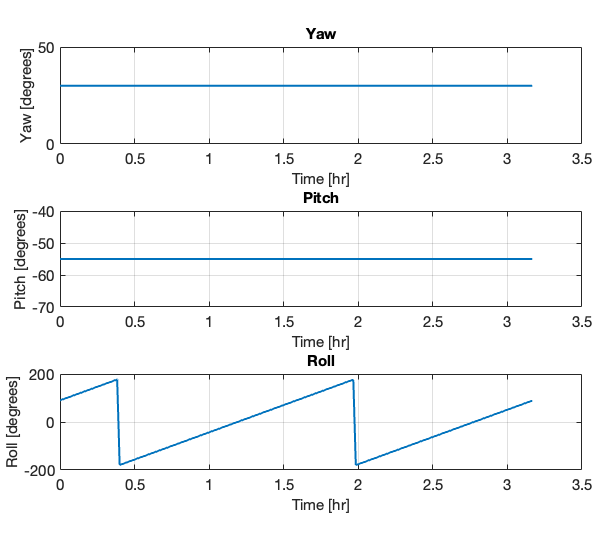 Yaw
Yaw [degrees]
50
0
0 0.5 1 1.5 2 2.5 3 3.5
Time [hr]
Pitch
Pitch [degrees]
-40
-50
-60
-70
0 0.5 1 1.5 2 2.5 3 3.5
Time [hr]
Roll
Roll [degrees]
200
0
-200
0 0.5 1 1.5 2 2.5 3 3.5
Time [hr]